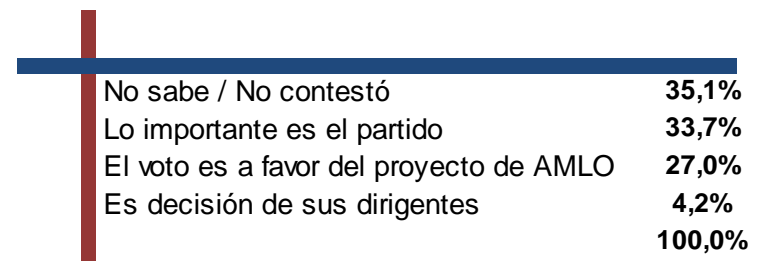 No sabe / No contestó 35,1%
Lo importante es el partido 33,7%
El voto es a favor del proyecto de AMLO 27,0%
Es decisión de sus dirigentes 4,2%
100,0%